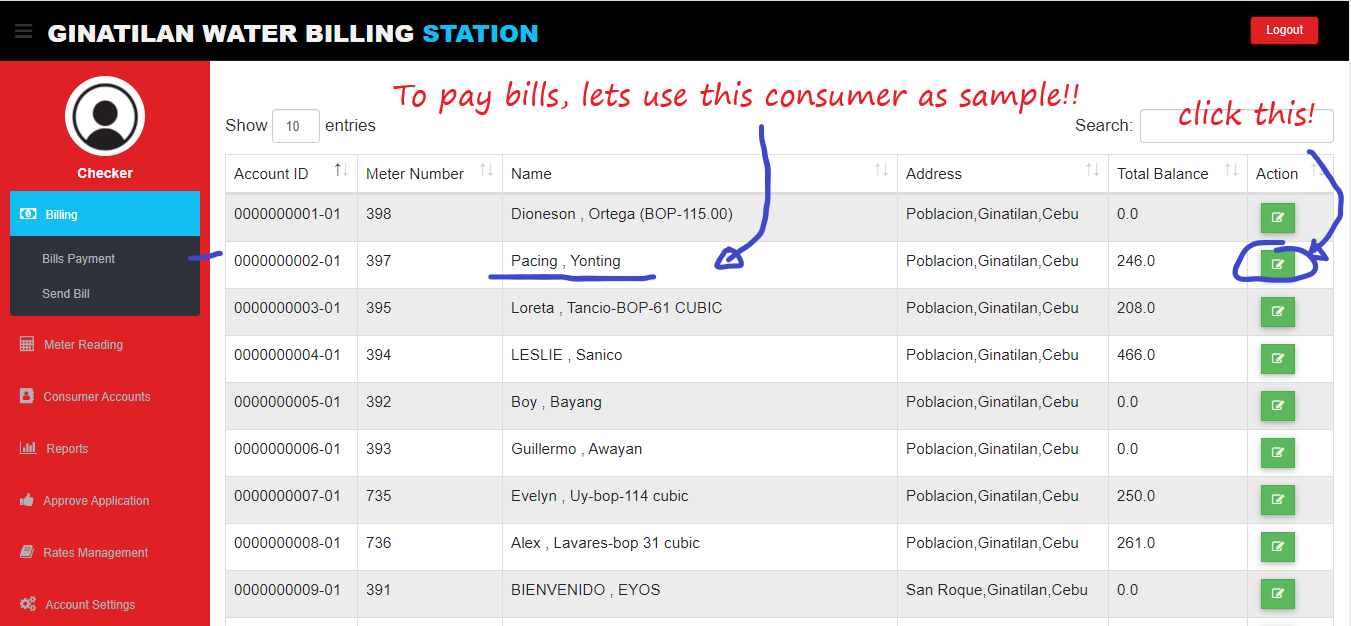 GINATILAN WATER BILLING STATION
Logout
To pay bills, lets use this consumer as sample!!
click this!
Show 10 entries
Search:
Checker
Billing
Bills Payment
Send Bill
Meter Reading
Consumer Accounts
Reports
Approve Application
Rates Management
Account Settings
Account ID Meter Number Name Address Total Balance Action
0000000001-01 398 Dioneson , Ortega (BOP-115.00) Poblacion,Ginatilan,Cebu 0.0
0000000002-01 397 Pacing , Yonting Poblacion,Ginatilan,Cebu 246.0
0000000003-01 395 Loreta , Tancio-BOP-61 CUBIC Poblacion,Ginatilan,Cebu 208.0
0000000004-01 394 LESLIE , Sanico Poblacion,Ginatilan,Cebu 466.0
0000000005-01 392 Boy , Bayang Poblacion,Ginatilan,Cebu 0.0
0000000006-01 393 Guillermo , Awayan Poblacion,Ginatilan,Cebu 0.0
0000000007-01 735 Evelyn , Uy-bop-114 cubic Poblacion,Ginatilan,Cebu 250.0
0000000008-01 736 Alex , Lavares-bop 31 cubic Poblacion,Ginatilan,Cebu 261.0
0000000009-01 391 BIENVENIDO , EYOS San Roque,Ginatilan,Cebu 0.0